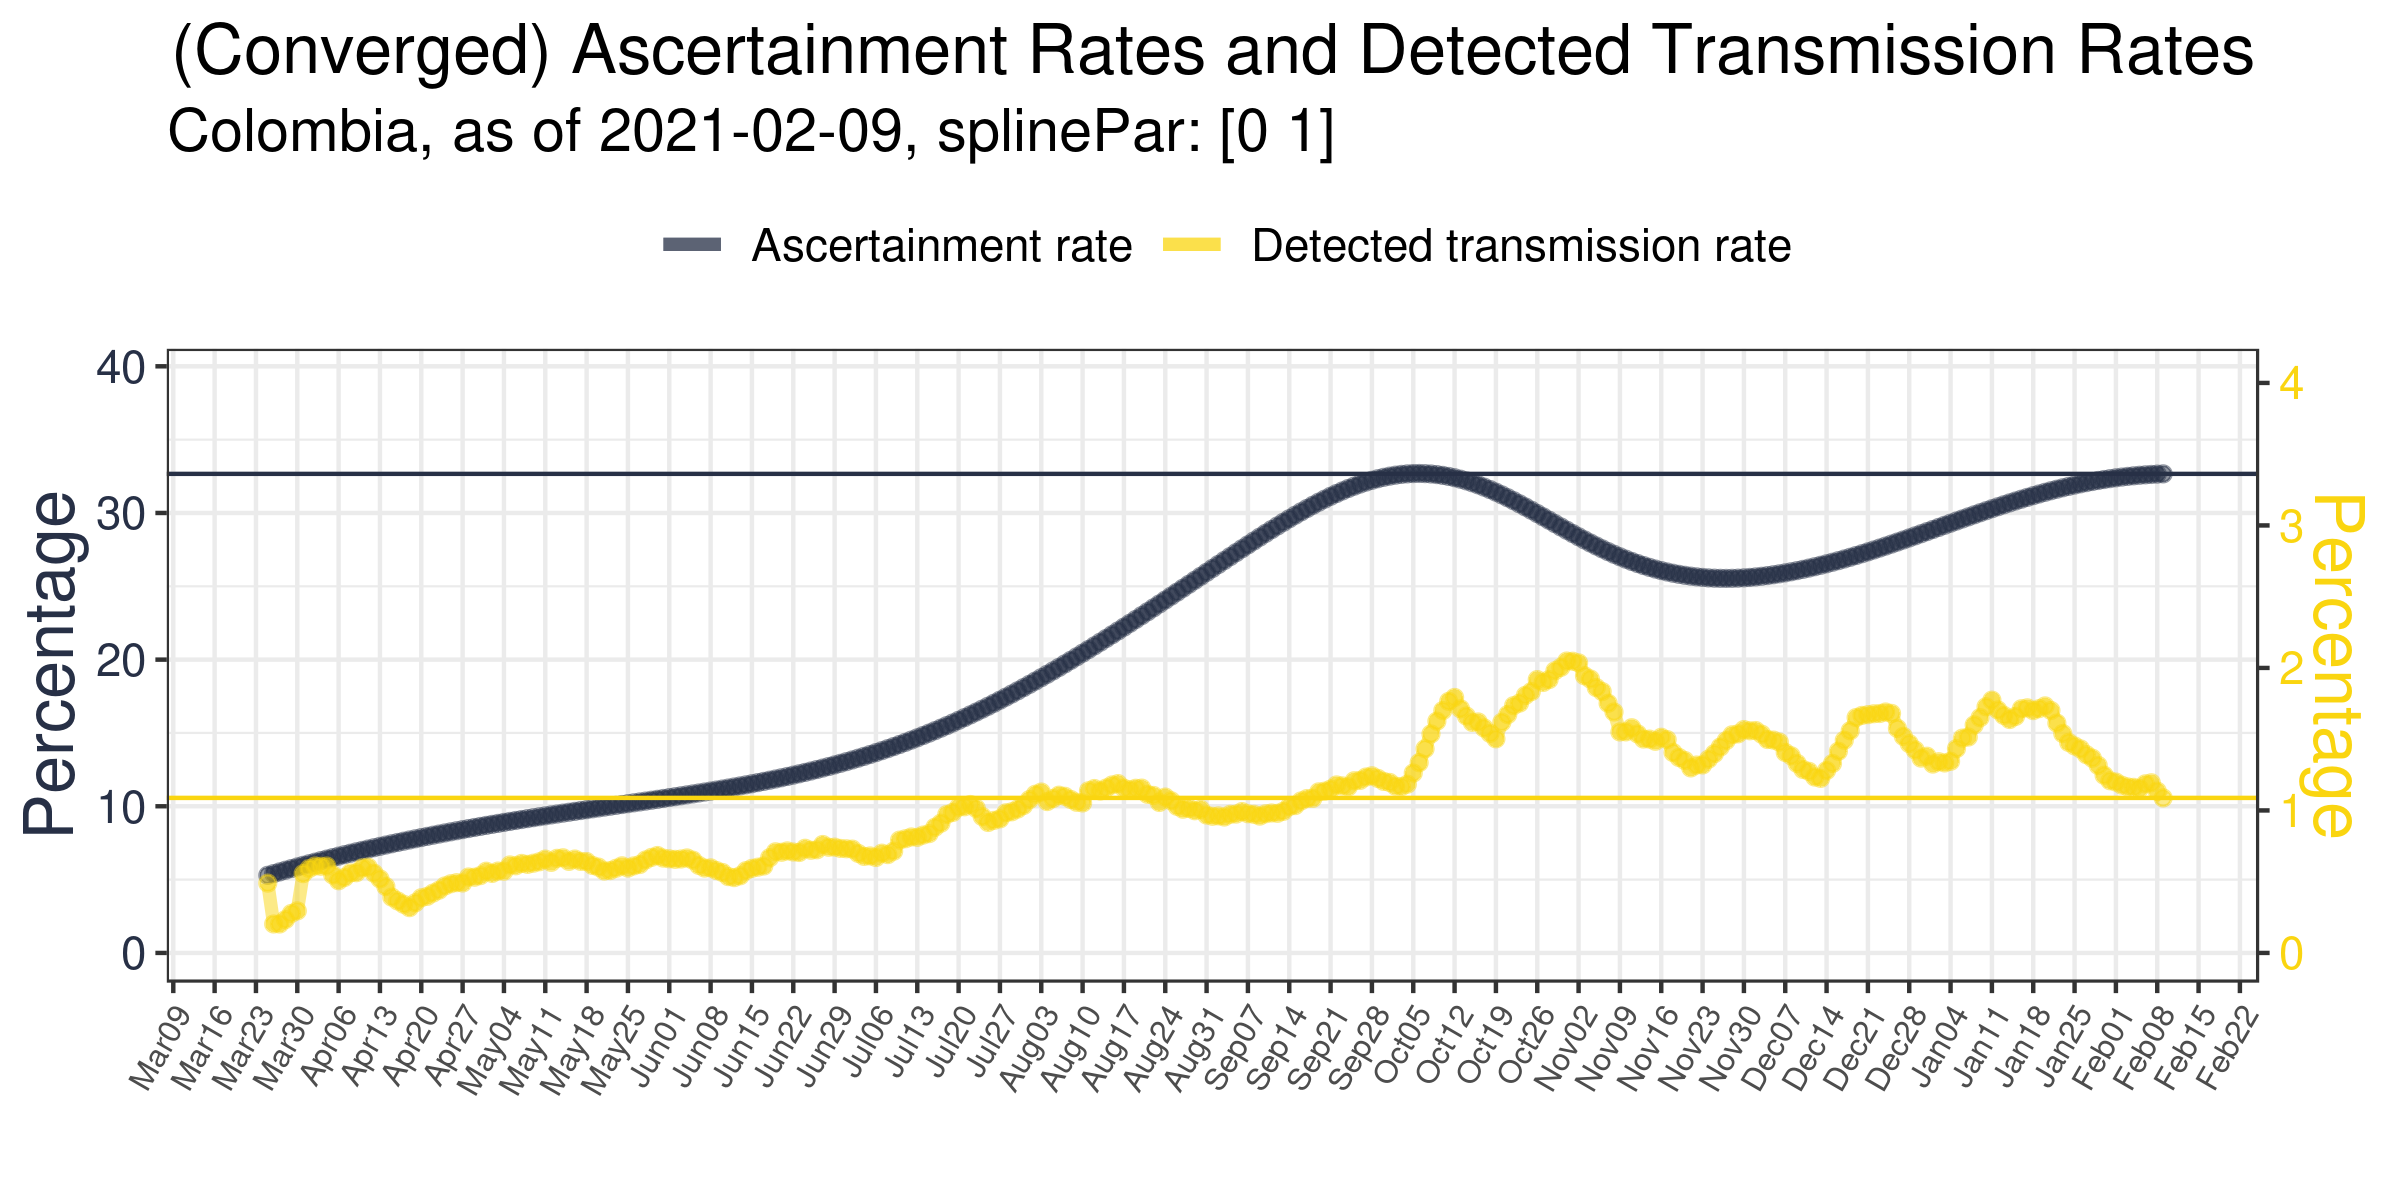 (Converged) Ascertainment Rates and Detected Transmission Rates
Colombia, as of 2021-02-09, splinePar: [0 1]
Ascertainment rate
Detected transmission rate
Percentage
40
30
20
10
0
4
3
2
1
0
Percentage
Mar09
Mar16
Mar23
Mar30
Apr06
Apr13
Apr20
Apr27
May04
May11
May18
May25
Jun01
Jun08
Jun15
Jun22
Jun29
Jul06
Jul13
Jul20
Jul27
Aug03
Aug10
Aug17
Aug24
Aug31
Sep07
Sep14
Sep21
Sep28
Oct05
Oct12
Oct19
Oct26
Nov02
Nov09
Nov16
Nov23
Nov30
Dec07
Dec14
Dec21
Dec28
Jan04
Jan11
Jan18
Jan25
Feb01
Feb08
Feb15
Feb22